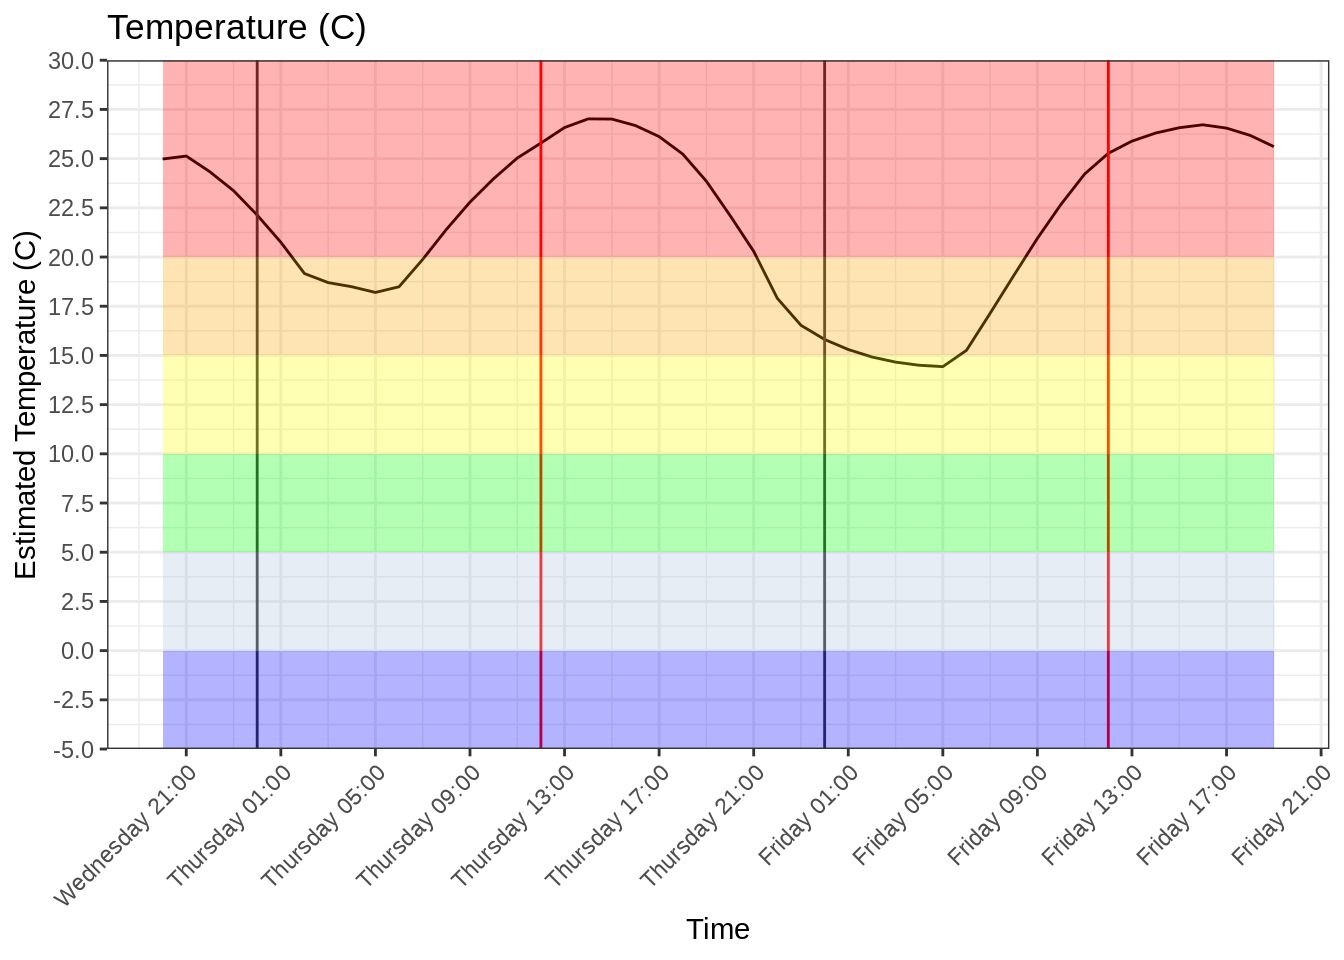 Temperature (C)
30.0
27.5
25.0
22.5
20.0
17.5
15.0
12.5
10.0
7.5
5.0
2.5
0.0
-2.5
-5.0
Estimated Temperature (C)
Wednesday 21:00
Thursday 01:00
Thursday 05:00
Thursday 09:00
Thursday 13:00
Thursday 17:00
Thursday 21:00
Friday 01:00
Friday 05:00
Friday 09:00
Friday 13:00
Friday 17:00
Friday 21:00
Time